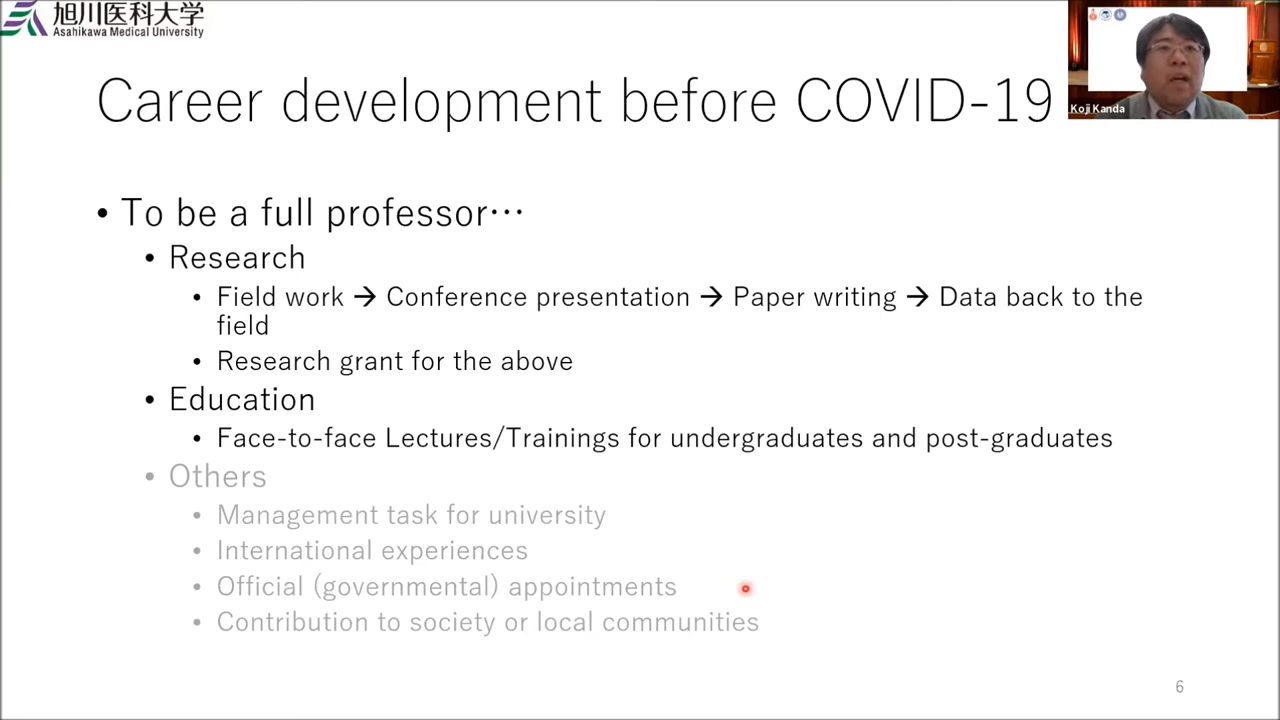 旭川医科大学
Asahikawa Medical University
Koji Kanda
Career development before COVID-19
• To be a full professor…
• Research
• Field work → Conference presentation → Paper writing → Data back to the
field
• Research grant for the above
• Education
• Face-to-face Lectures/Trainings for undergraduates and post-graduates
• Others
• Management task for university
• International experiences
• Official (governmental) appointments
• Contribution to society or local communities
6